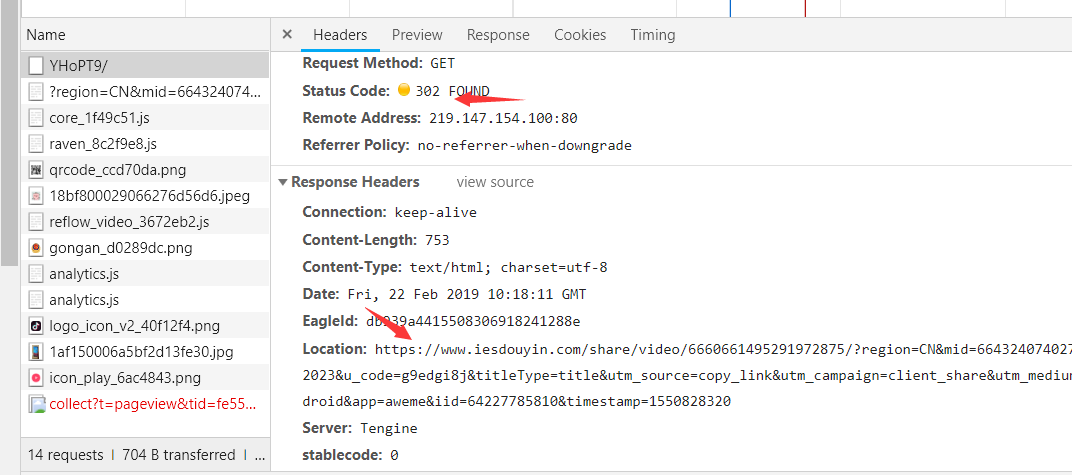 Name
× Headers Preview Response Cookies Timing
YHoPT9/
?region=CN&mid=664324074...
core_1f49c51.js
raven_8c2f9e8.js
qrcode_ccd70da.png
18bf800029066276d56d6.jpeg
reflow_video_3672eb2.js
gongan_d0289dc.png
analytics.js
analytics.js
logo_icon_v2_40f12f4.png
1af150006a5bf2d13fe30.jpg
icon_play_6ac4843.png
collect?t=pageview&tid=fe55...
14 requests | 704 B transferred | ...
Request Method: GET
Status Code: 302 FOUND
Remote Address: 219.147.154.100:80
Referrer Policy: no-referrer-when-downgrade
Response Headers view source
Connection: keep-alive
Content-Length: 753
Content-Type: text/html; charset=utf-8
Date: Fri, 22 Feb 2019 10:18:11 GMT
EagleId: db939a4415508306918241288e
Location: https://www.iesdouyin.com/share/video/6660661495291972875/?region=CN&mid=664324074027
2023&u_code=g9edgi8j&titleType=title&utm_source=copy_link&utm_campaign=client_share&utm_medium
droid&app=aweme&iid=64227785810&timestamp=1550828320
Server: Tengine
stablecode: 0